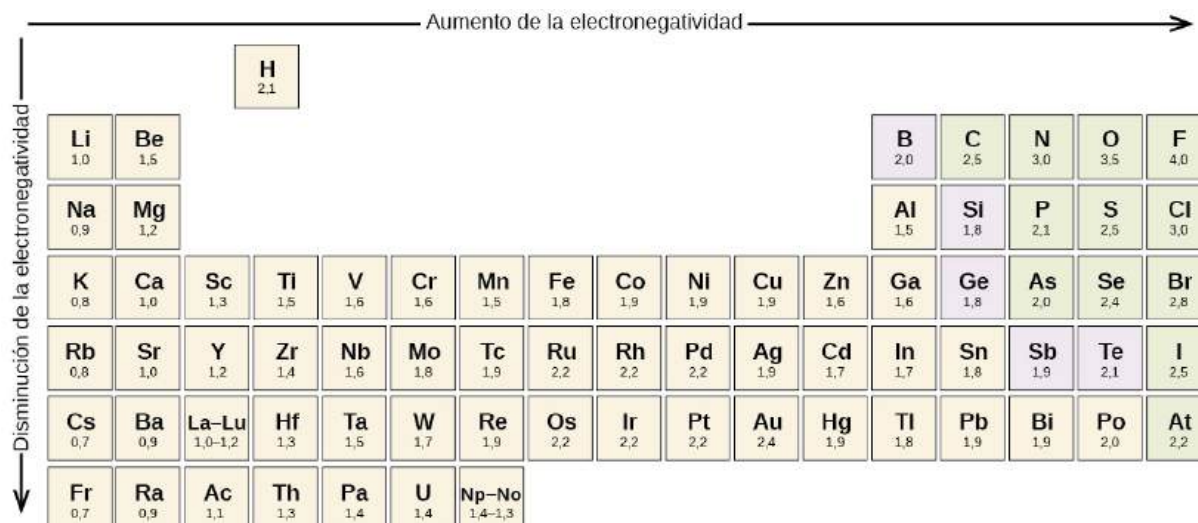 Aumento de la electronegatividad
Disminución de la electronegatividad
H
2,1
Li Be B C N O F
1,0 1,5 2,0 2,5 3,0 3,5 4,0
Na Mg Al Si P S Cl
0,9 1,2 1,5 1,8 2,1 2,5 3,0
K Ca Sc Ti V Cr Mn Fe Co Ni Cu Zn Ga Ge As Se Br
0,8 1,0 1,3 1,5 1,6 1,6 1,5 1,8 1,9 1,9 1,9 1,6 1,6 1,8 2,0 2,4 2,8
Rb Sr Y Zr Nb Mo Tc Ru Rh Pd Ag Cd In Sn Sb Te I
0,8 1,0 1,2 1,4 1,6 1,8 1,9 2,2 2,2 2,2 1,9 1,7 1,7 1,8 1,9 2,1 2,5
Cs Ba La–Lu Hf Ta W Re Os Ir Pt Au Hg Tl Pb Bi Po At
0,7 0,9 1,0–1,2 1,3 1,5 1,7 1,9 2,2 2,2 2,2 2,4 1,9 1,8 1,9 1,9 2,0 2,2
Fr Ra Ac Th Pa U Np–No
0,7 0,9 1,1 1,3 1,4 1,4 1,4–1,3